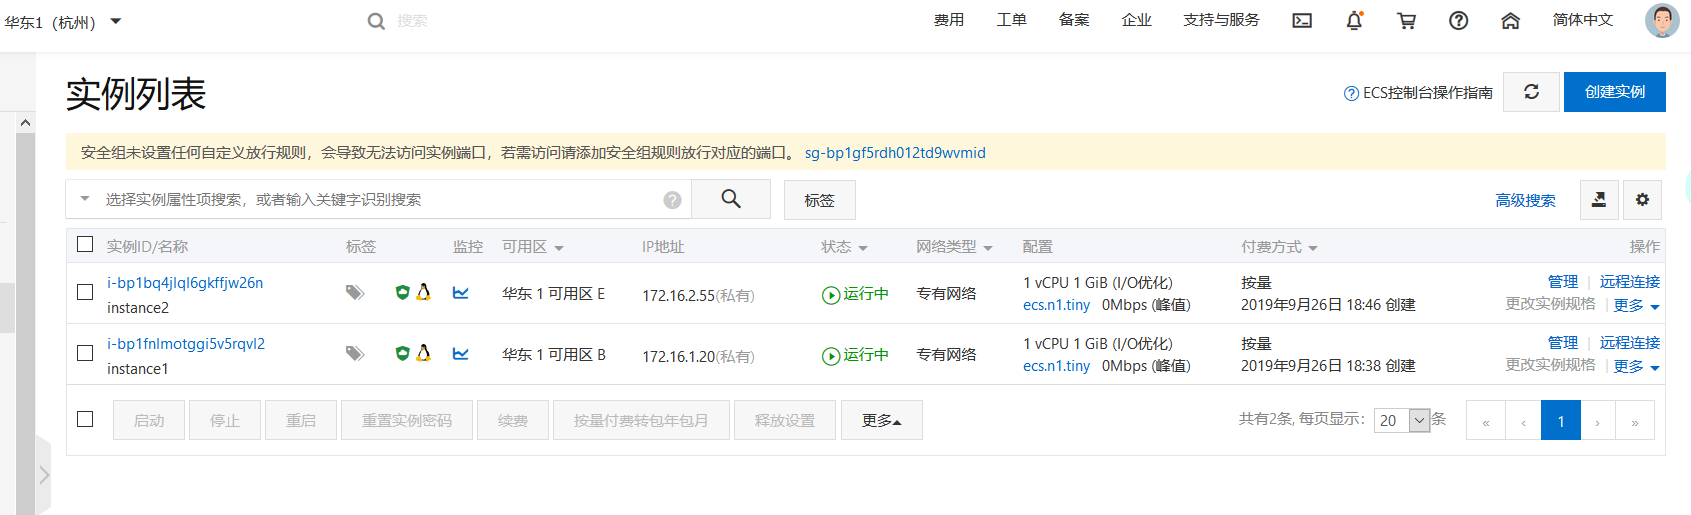 华东1（杭州）
搜索
费用 工单 备案 企业 支持与服务 简体中文
实例列表
ECS控制台操作指南 创建实例
安全组未设置任何自定义放行规则，会导致无法访问实例端口，若需访问请添加安全组规则放行对应的端口。 sg-bp1gf5rdh012td9wvmid
选择实例属性项搜索，或者输入关键字识别搜索
标签
高级搜索
实例ID/名称 标签 监控 可用区 IP地址 状态 网络类型 配置 付费方式 操作
i-bp1bq4jlql6gkffjw26n
instance2
华东 1 可用区 E
172.16.2.55(私有)
运行中
专有网络
1 vCPU 1 GiB (I/O优化)
ecs.n1.tiny 0Mbps (峰值)
按量
2019年9月26日 18:46 创建
管理 | 远程连接
更改实例规格 | 更多
i-bp1fnlmotggi5v5rqvl2
instance1
华东 1 可用区 B
172.16.1.20(私有)
运行中
专有网络
1 vCPU 1 GiB (I/O优化)
ecs.n1.tiny 0Mbps (峰值)
按量
2019年9月26日 18:38 创建
管理 | 远程连接
更改实例规格 | 更多
启动 停止 重启 重置实例密码 续费 按量付费转包年包月 释放设置 更多
共有2条, 每页显示： 20 条
« ‹ 1 › »